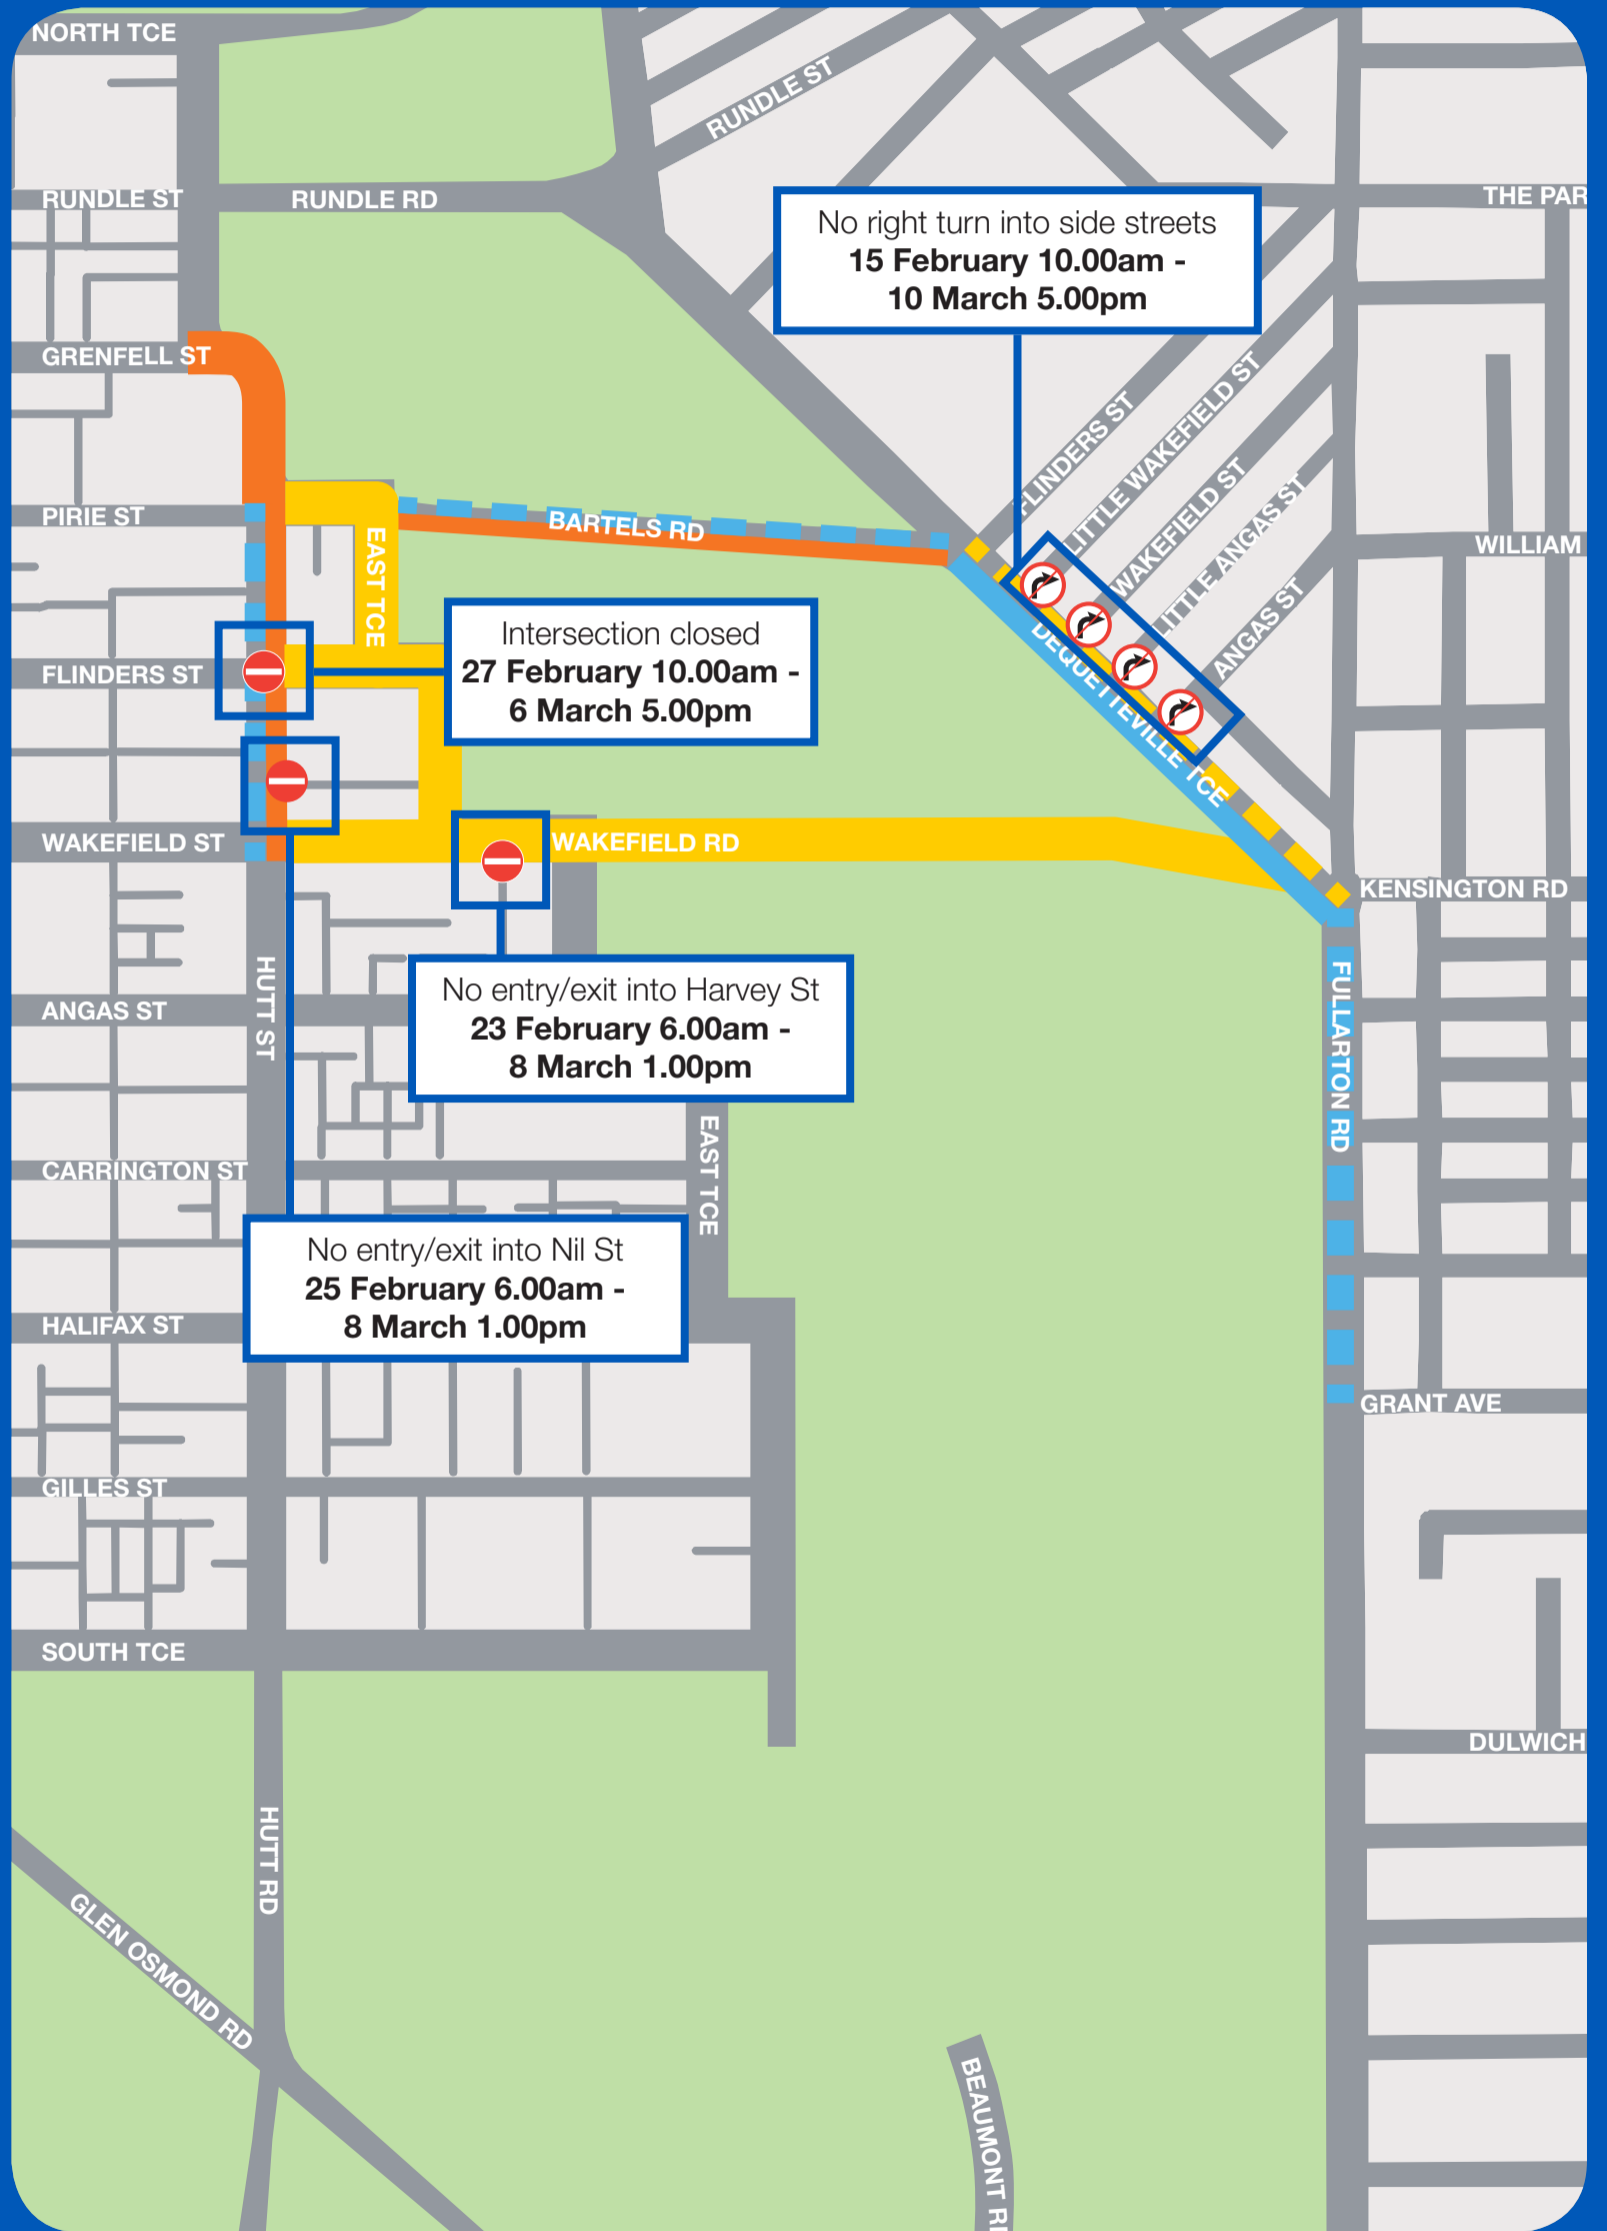 NORTH TCE
RUNDLE ST
RUNDLE ST
RUNDLE RD
THE PAR
No right turn into side streets
15 February 10.00am -
10 March 5.00pm
GRENFELL ST
FLINDERS ST
LITTLE WAKEFIELD ST
WAKEFIELD ST
LITTLE ANGAS ST
ANGAS ST
PIRIE ST
BARTELS RD
EAST TCE
WILLIAM
DEQUETTEVILLE TCE
Intersection closed
27 February 10.00am -
6 March 5.00pm
FLINDERS ST
WAKEFIELD ST
WAKEFIELD RD
KENSINGTON RD
HUTT ST
FULLARTON RD
No entry/exit into Harvey St
23 February 6.00am -
8 March 1.00pm
ANGAS ST
EAST TCE
CARRINGTON ST
No entry/exit into Nil St
25 February 6.00am -
8 March 1.00pm
HALIFAX ST
GRANT AVE
GILLES ST
SOUTH TCE
DULWICH
HUTT RD
GLEN OSMOND RD
BEAUMONT RD